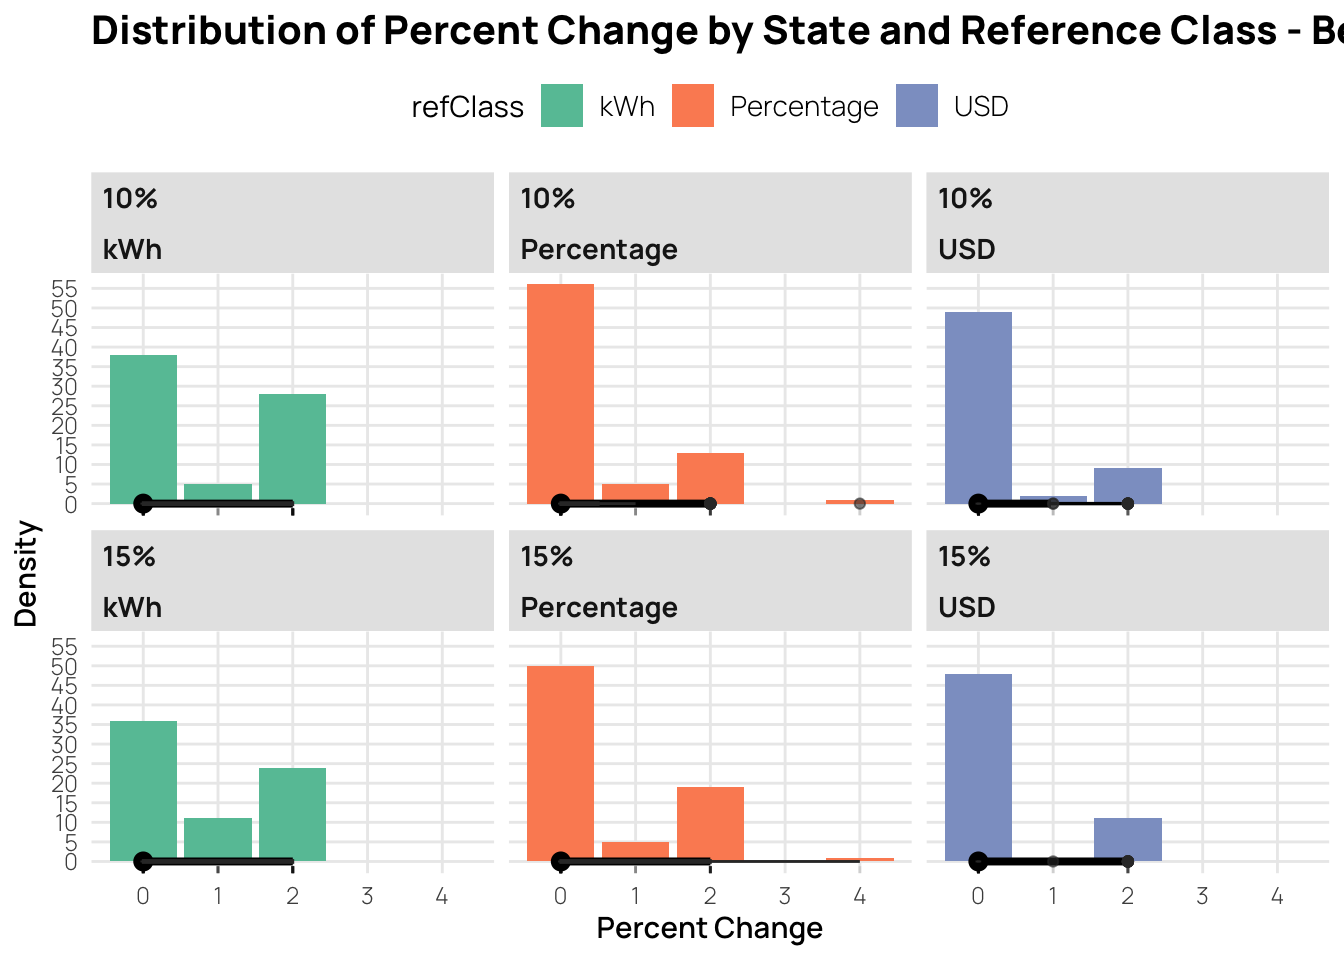 Distribution of Percent Change by State and Reference Class - Be
refClass kWh Percentage USD
10% 10% 10%
kWh Percentage USD
55
50
45
40
35
30
25
20
15
10
5
0
15% 15% 15%
kWh Percentage USD
55
50
45
40
35
30
25
20
15
10
5
0
Density
0 1 2 3 4 0 1 2 3 4 0 1 2 3 4
Percent Change